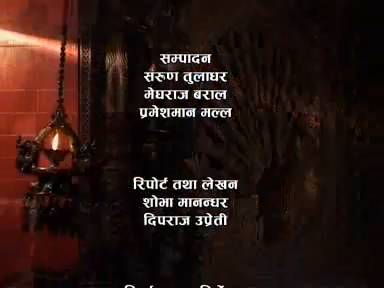 सम्पादन
संरुण तुलाधर
मेघराज बराल
प्रमेशमान मल्ल
रिपोर्ट तथा लेखन
शोभा मानन्धर
दिपराज उप्रेती